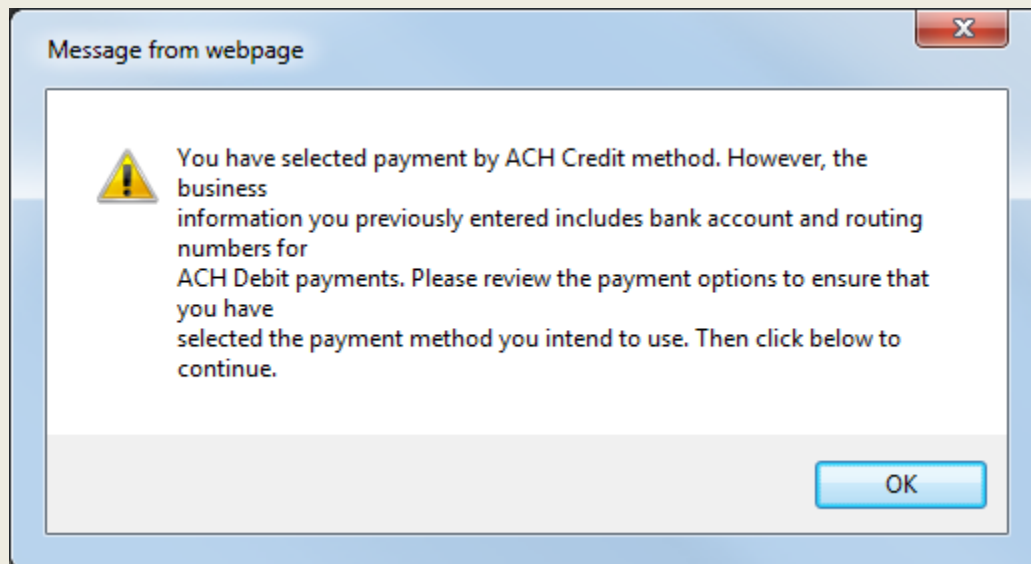 Message from webpage
You have selected payment by ACH Credit method. However, the
business
information you previously entered includes bank account and routing
numbers for
ACH Debit payments. Please review the payment options to ensure that
you have
selected the payment method you intend to use. Then click below to
continue.
OK